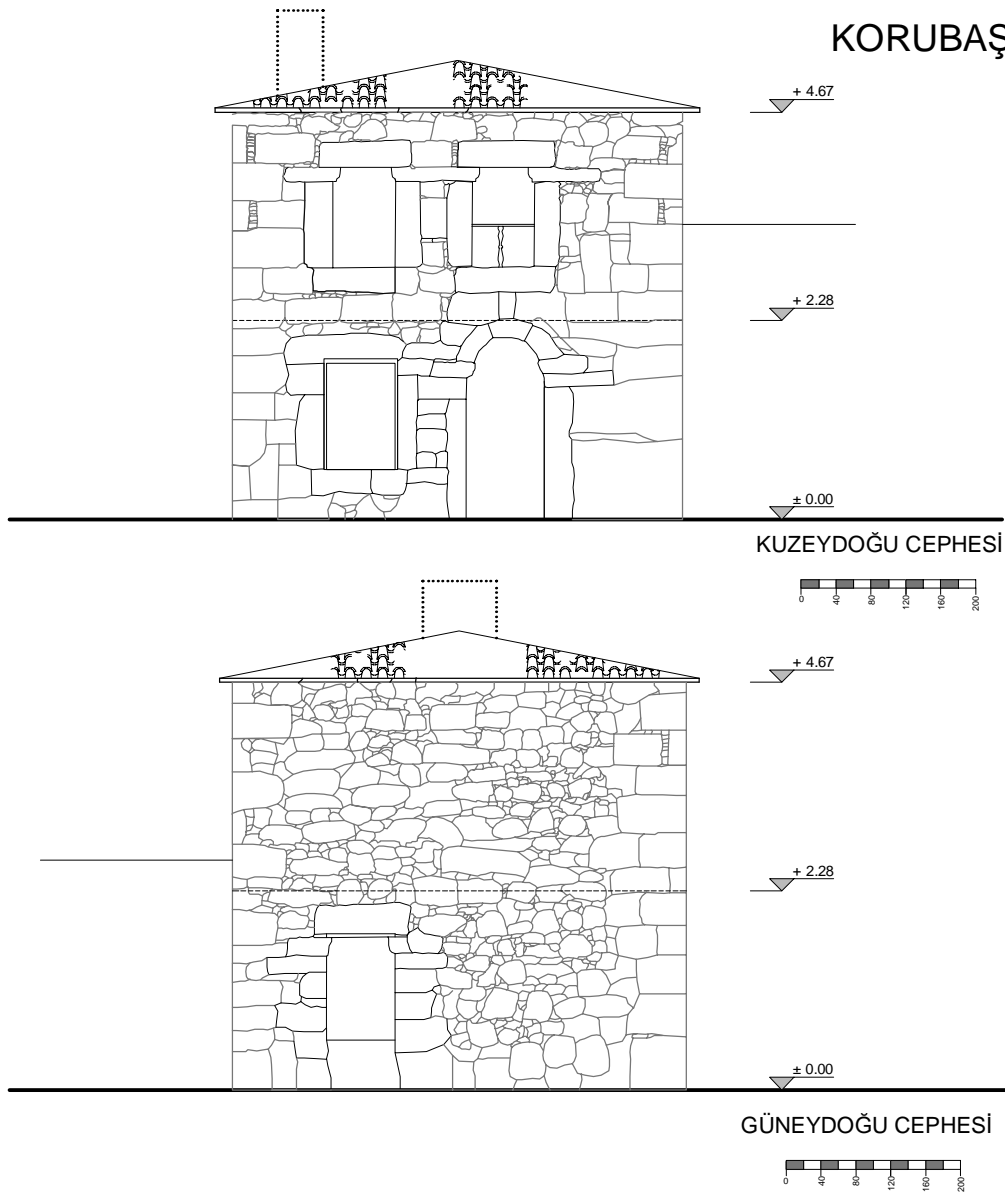 KORUBAŞ
+ 4.67
+ 2.28
± 0.00
KUZEYDOĞU CEPHESİ
0 40 80 120 160 200
+ 4.67
+ 2.28
± 0.00
GÜNEYDOĞU CEPHESİ
0 40 80 120 160 200